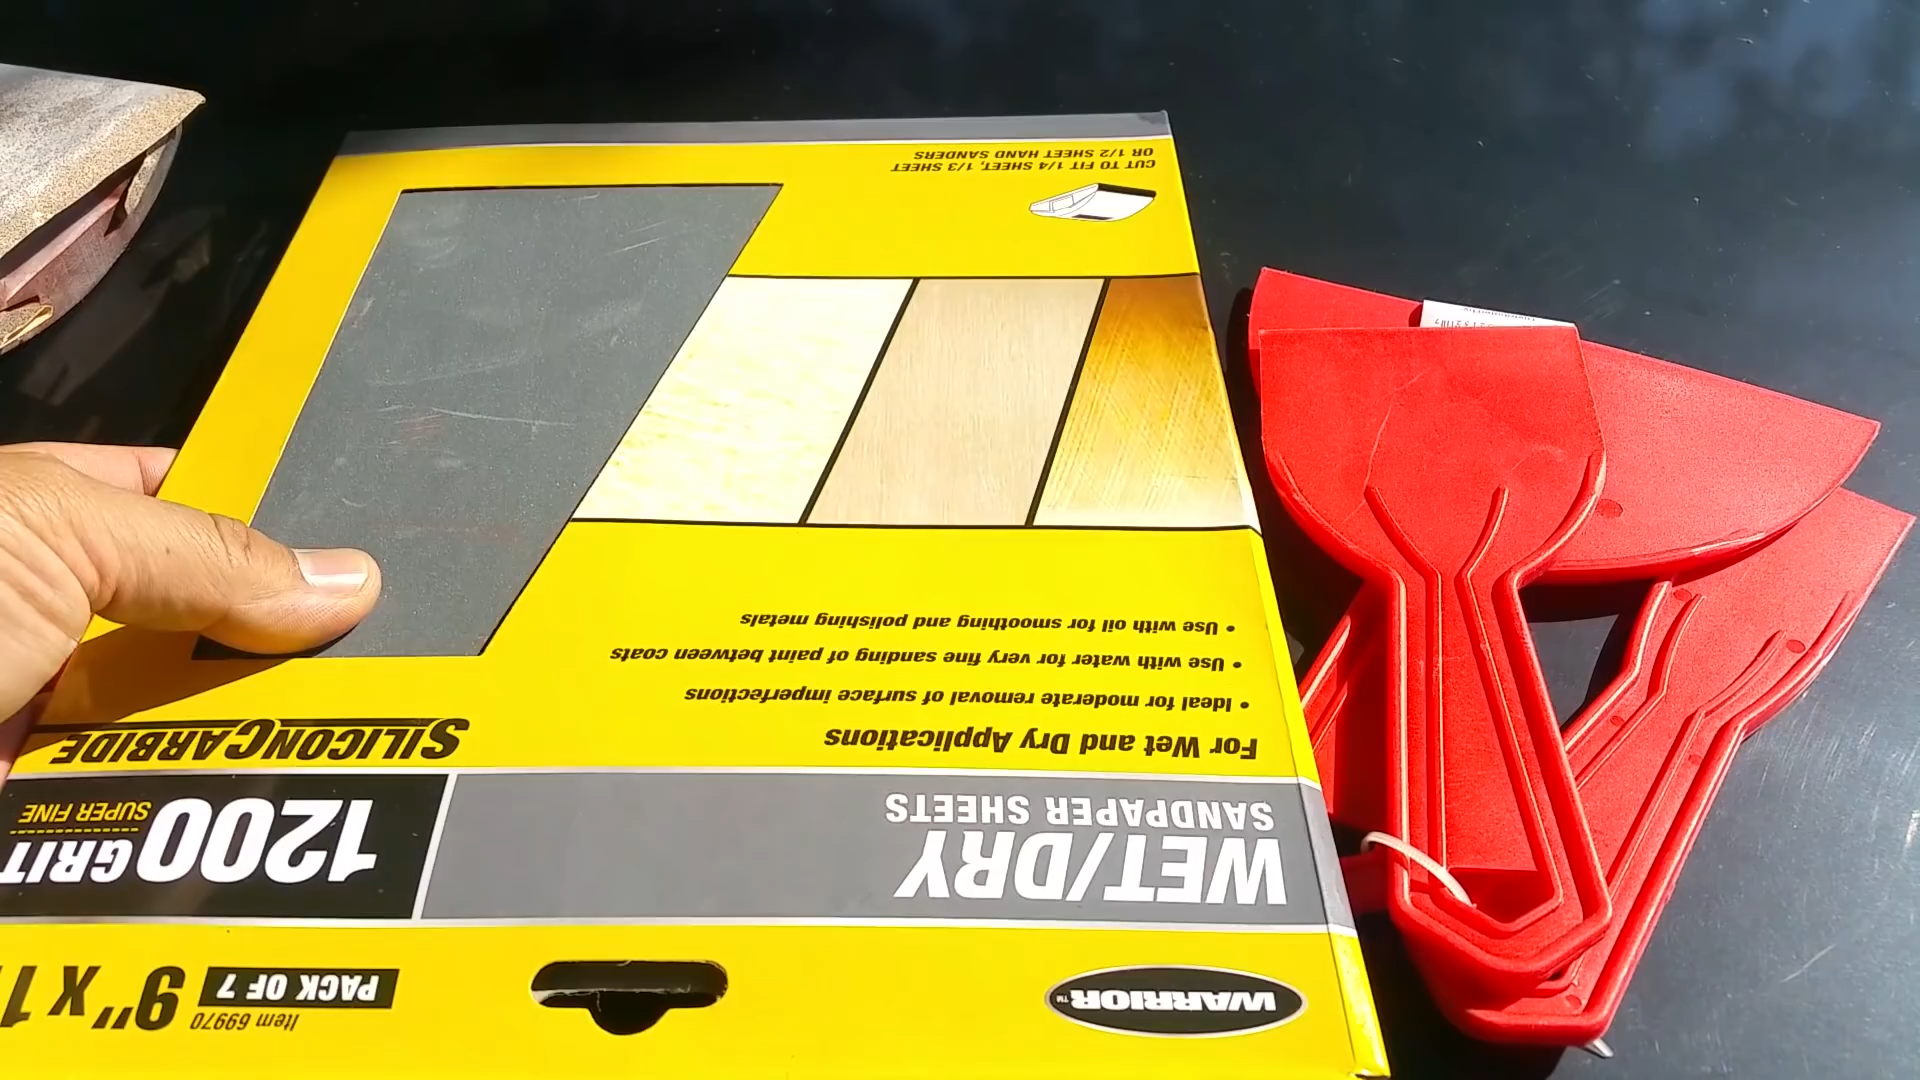 WARRIOR™
Item 69970
PACK OF 7
9" X 1
WET/DRY
SANDPAPER SHEETS
1200 GRIT
SUPER FINE
SILICON CARBIDE
For Wet and Dry Applications
• Ideal for moderate removal of surface imperfections
• Use with water for very fine sanding of paint between coats
• Use with oil for smoothing and polishing metals
CUT TO FIT 1/4 SHEET, 1/3 SHEET
OR 1/2 SHEET HAND SANDERS